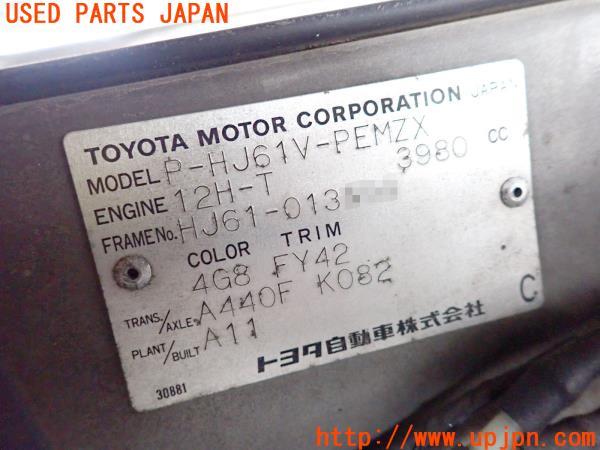 USED PARTS JAPAN
TOYOTA MOTOR CORPORATION JAPAN
MODEL P-HJ61V-PEMZX
ENGINE 12H-T 3980 CC
FRAME No. HJ61-013
COLOR TRIM
4G8 FY42
TRANS./AXLE A440F K082
PLANT/BUILT A11
トヨタ自動車株式会社 C
30881
http://www.upjpn.com